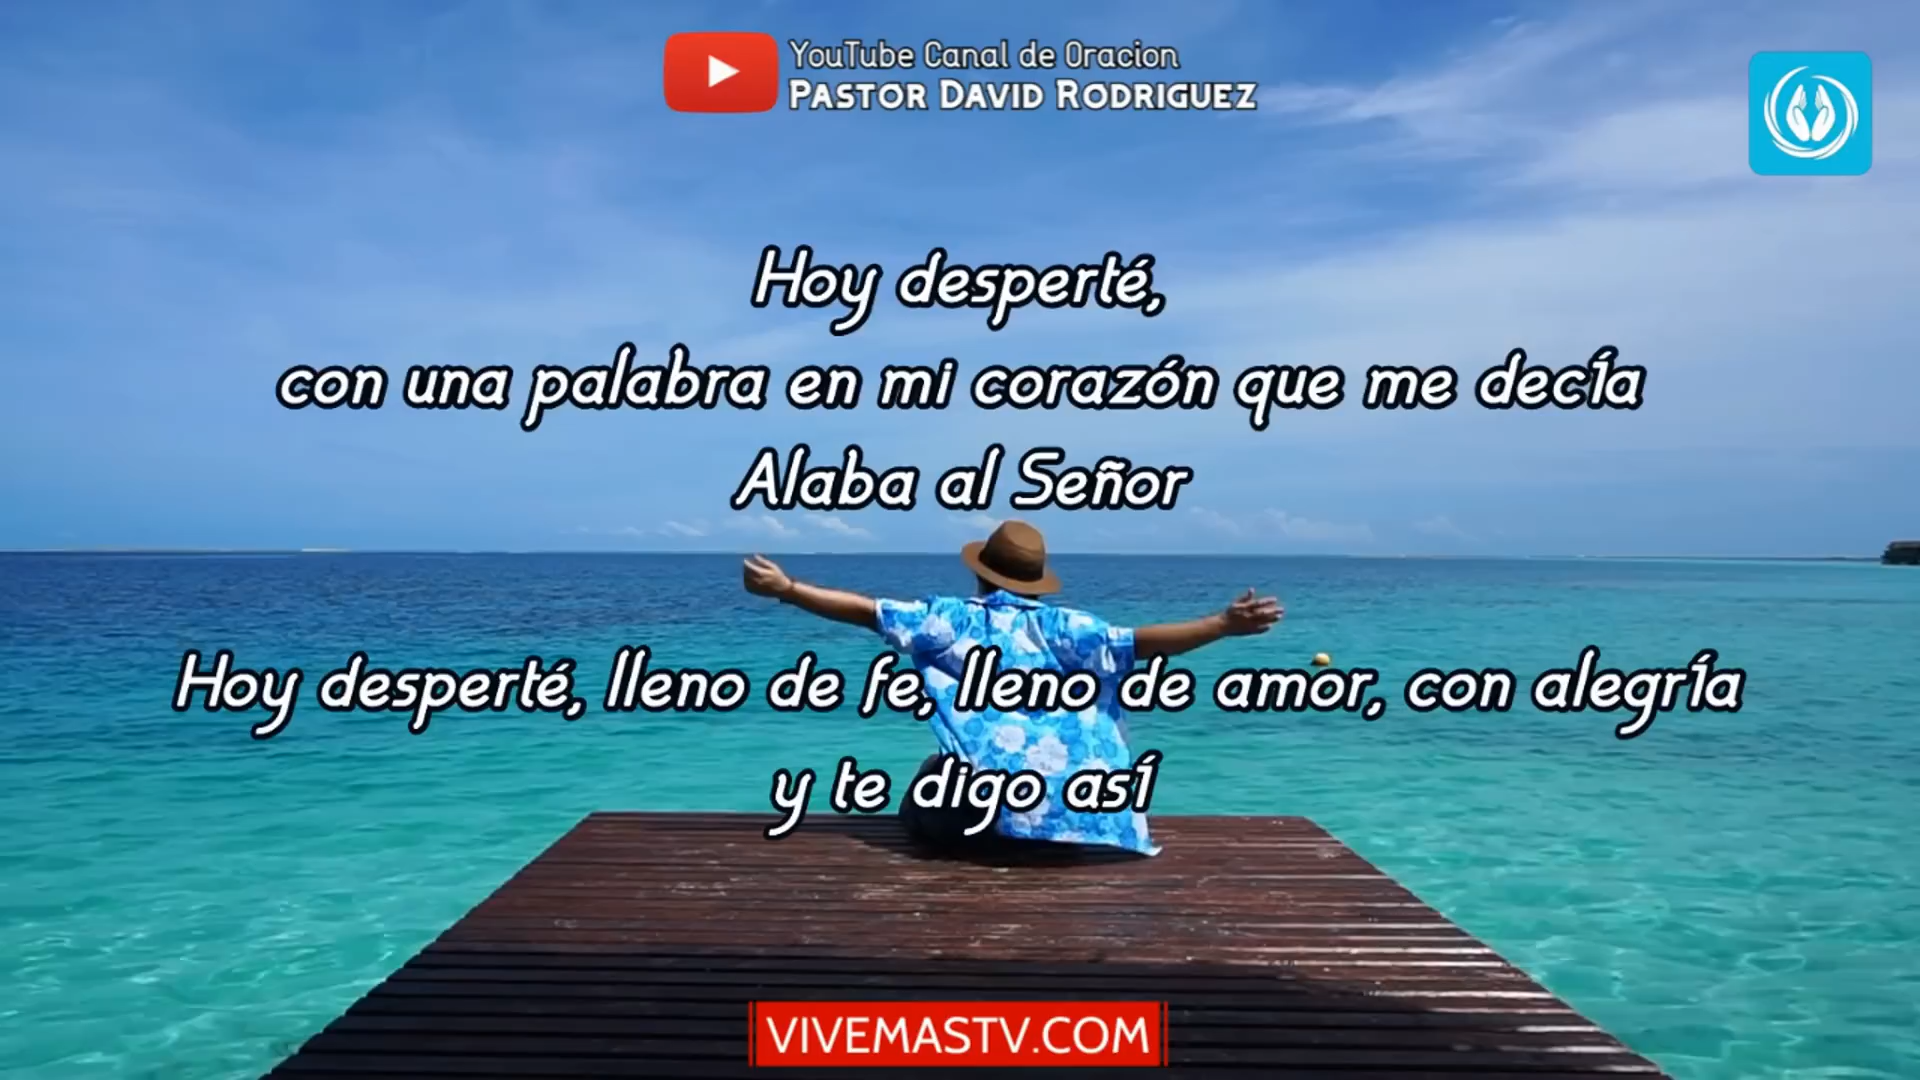 YouTube Canal de Oracion
PASTOR DAVID RODRIGUEZ
Hoy desperté,
con una palabra en mi corazón que me decía
Alaba al Señor
Hoy desperté, lleno de fe, lleno de amor, con alegría
y te digo así
VIVEMASTV.COM